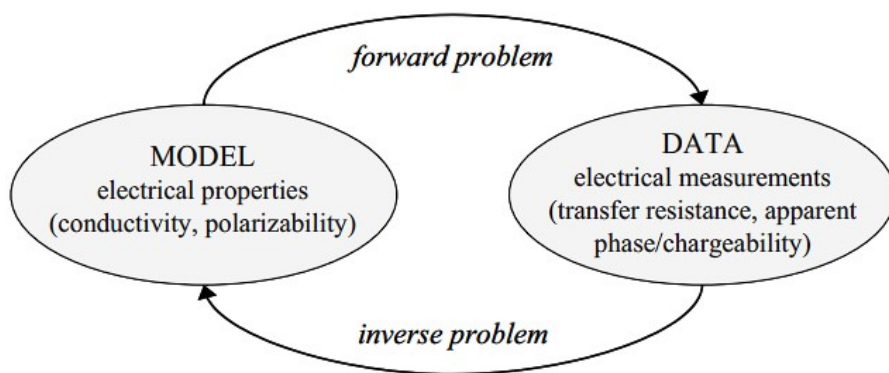 forward problem
MODEL
electrical properties
(conductivity, polarizability)
DATA
electrical measurements
(transfer resistance, apparent
phase/chargeability)
inverse problem